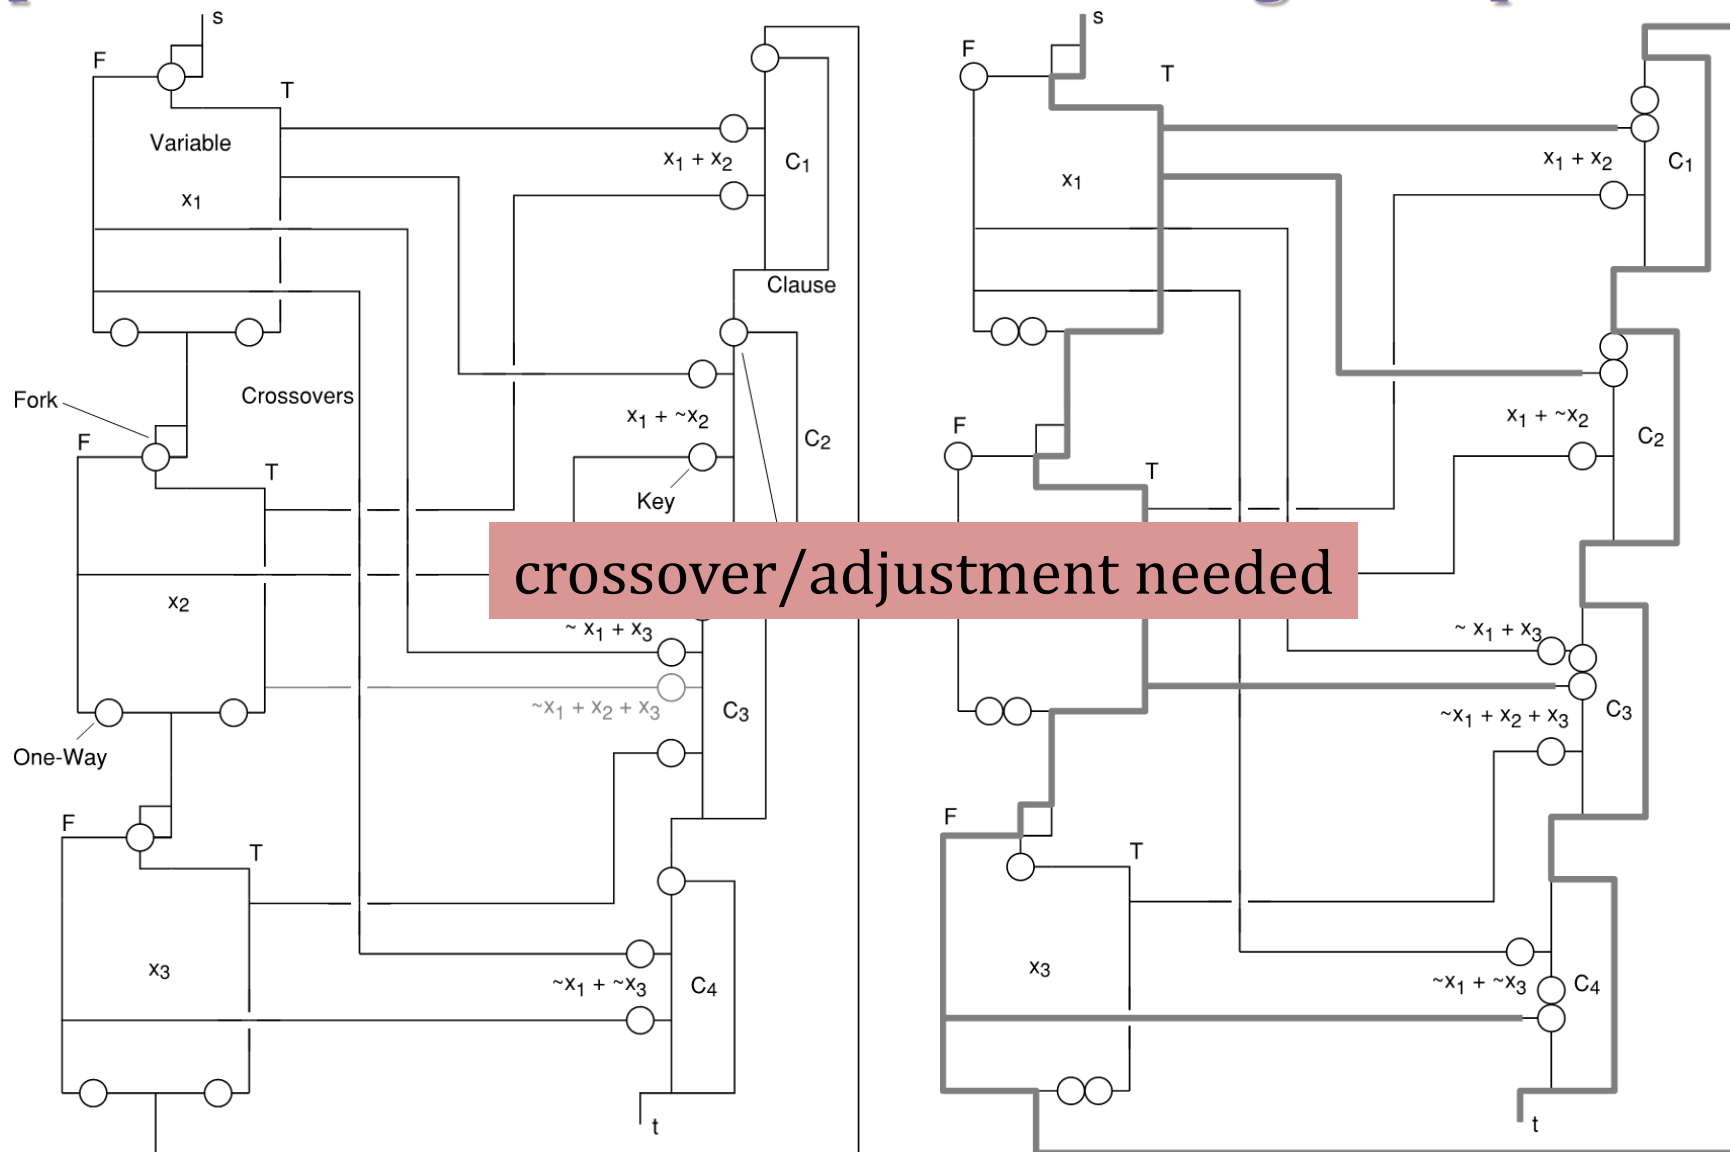 s
F
T
Variable
x1
x1 + x2
C1
Clause
Fork
Crossovers
F
T
x1 + ~x2
C2
Key
x2
~ x1 + x3
~x1 + x2 + x3
C3
One-Way
F
T
x3
~x1 + ~x3
C4
t
crossover/adjustment needed
s
F
T
x1
x1 + x2
C1
F
T
x1 + ~x2
C2
~ x1 + x3
~x1 + x2 + x3
C3
F
T
x3
~x1 + ~x3
C4
t